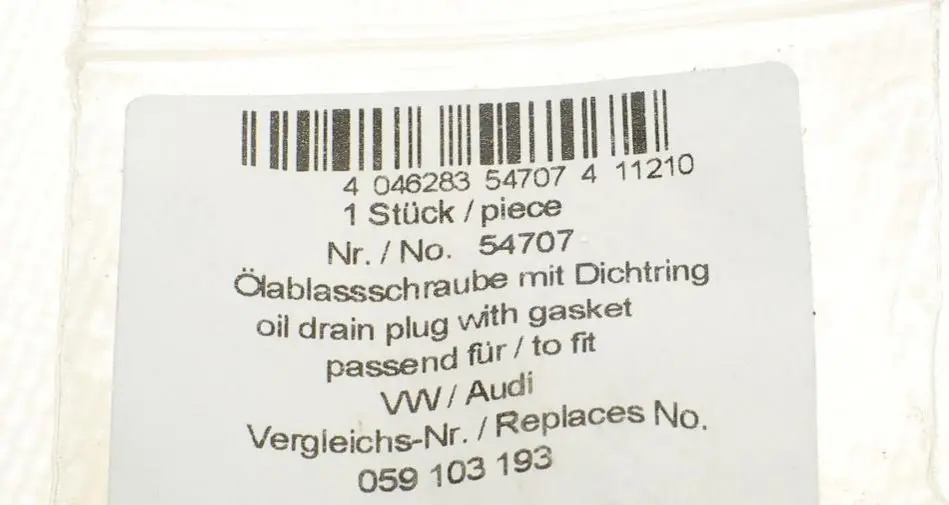 4 046283 54707 4 11210
1 Stück / piece
Nr. / No. 54707
Ölablassschraube mit Dichtring
oil drain plug with gasket
passend für / to fit
VW / Audi
Vergleichs-Nr. / Replaces No.
059 103 193